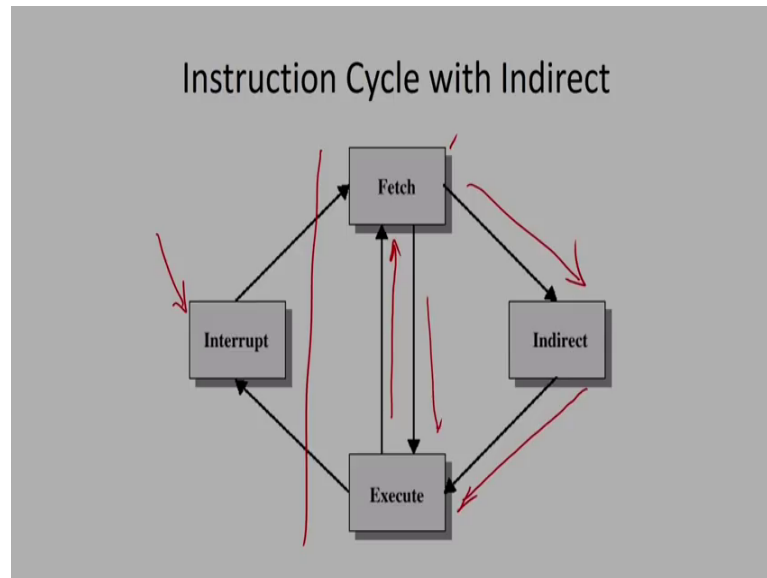 Instruction Cycle with Indirect
Fetch
Interrupt
Indirect
Execute